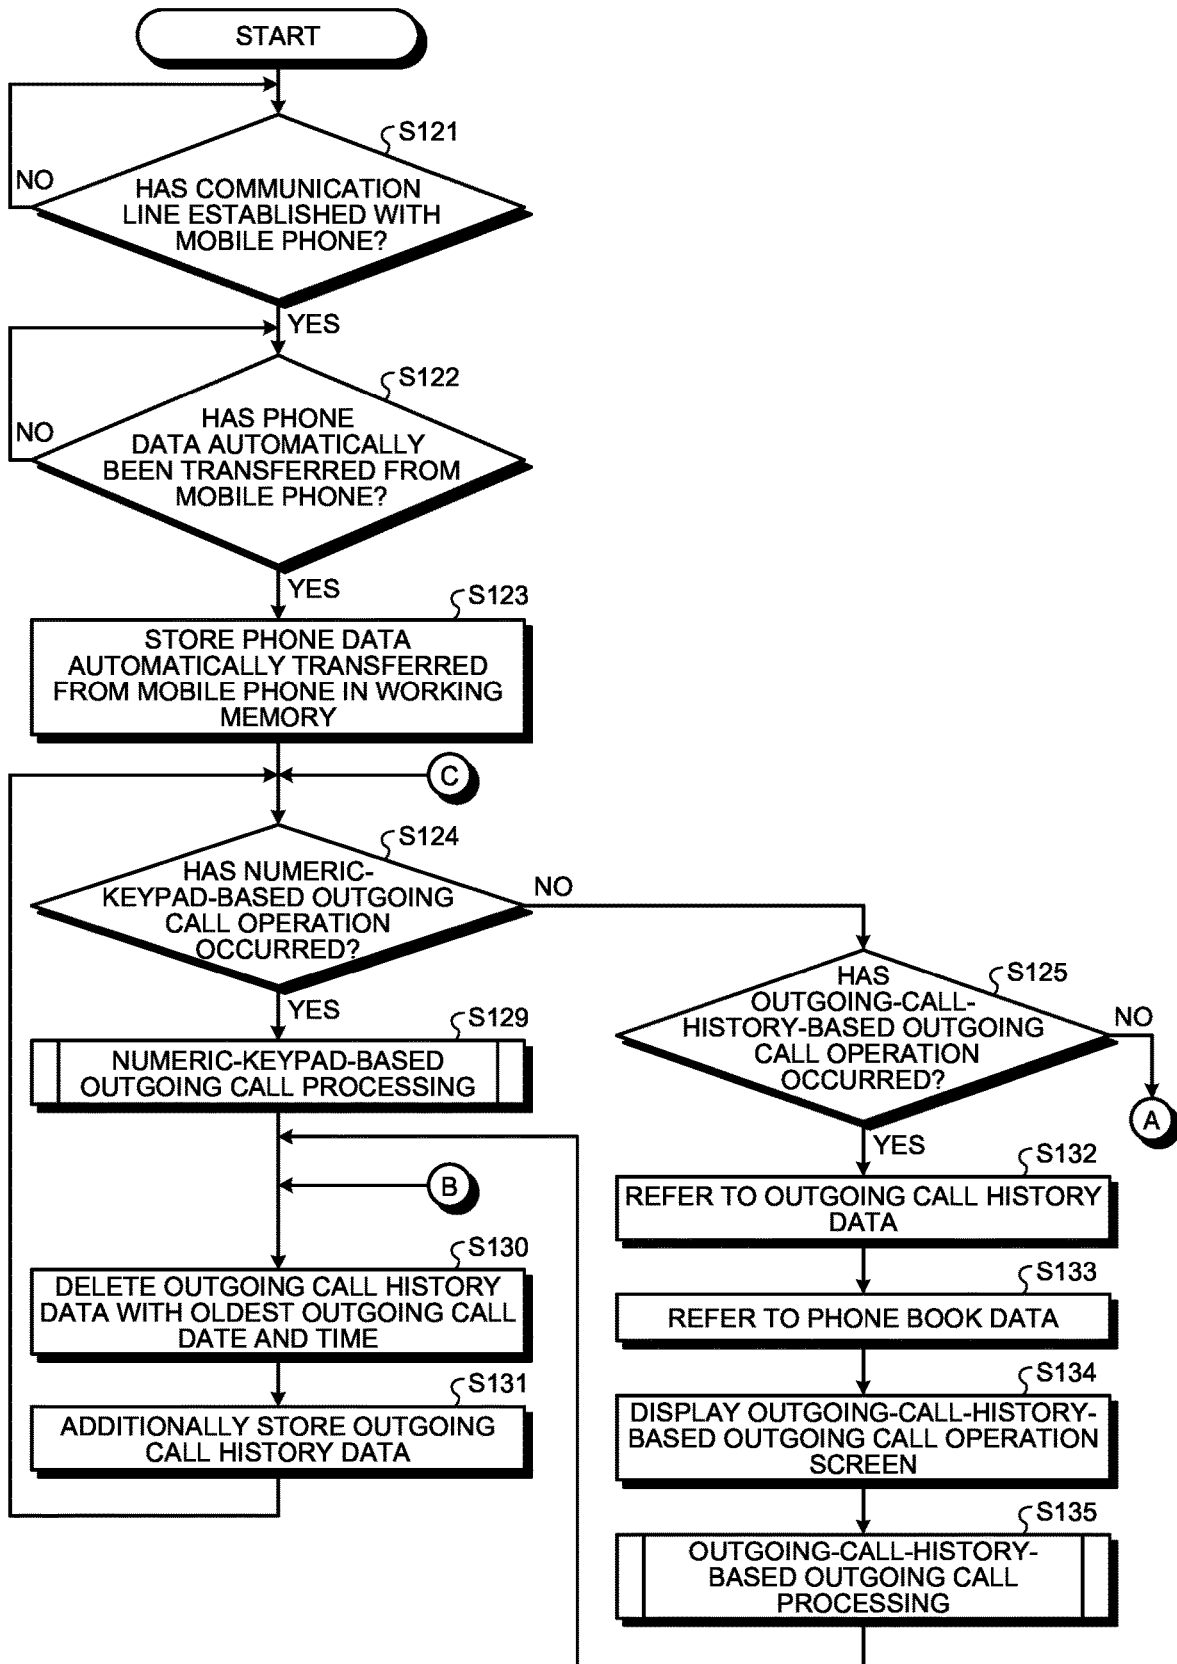 START
S121
NO
HAS COMMUNICATION
LINE ESTABLISHED WITH
MOBILE PHONE?
YES
S122
NO
HAS PHONE
DATA AUTOMATICALLY
BEEN TRANSFERRED FROM
MOBILE PHONE?
YES
S123
STORE PHONE DATA
AUTOMATICALLY TRANSFERRED
FROM MOBILE PHONE IN WORKING
MEMORY
C
S124
HAS NUMERIC-
KEYPAD-BASED OUTGOING
CALL OPERATION
OCCURRED?
NO
YES
S129
NUMERIC-KEYPAD-BASED
OUTGOING CALL PROCESSING
B
S130
DELETE OUTGOING CALL HISTORY
DATA WITH OLDEST OUTGOING CALL
DATE AND TIME
S131
ADDITIONALLY STORE OUTGOING
CALL HISTORY DATA
S125
HAS
OUTGOING-CALL-
HISTORY-BASED OUTGOING
CALL OPERATION
OCCURRED?
NO
A
YES
S132
REFER TO OUTGOING CALL HISTORY
DATA
S133
REFER TO PHONE BOOK DATA
S134
DISPLAY OUTGOING-CALL-HISTORY-
BASED OUTGOING CALL OPERATION
SCREEN
S135
OUTGOING-CALL-HISTORY-
BASED OUTGOING CALL
PROCESSING